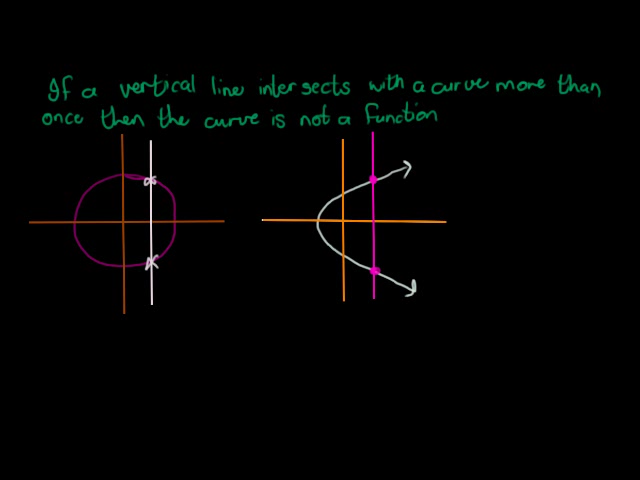 If a vertical line intersects with a curve more than
once then the curve is not a function